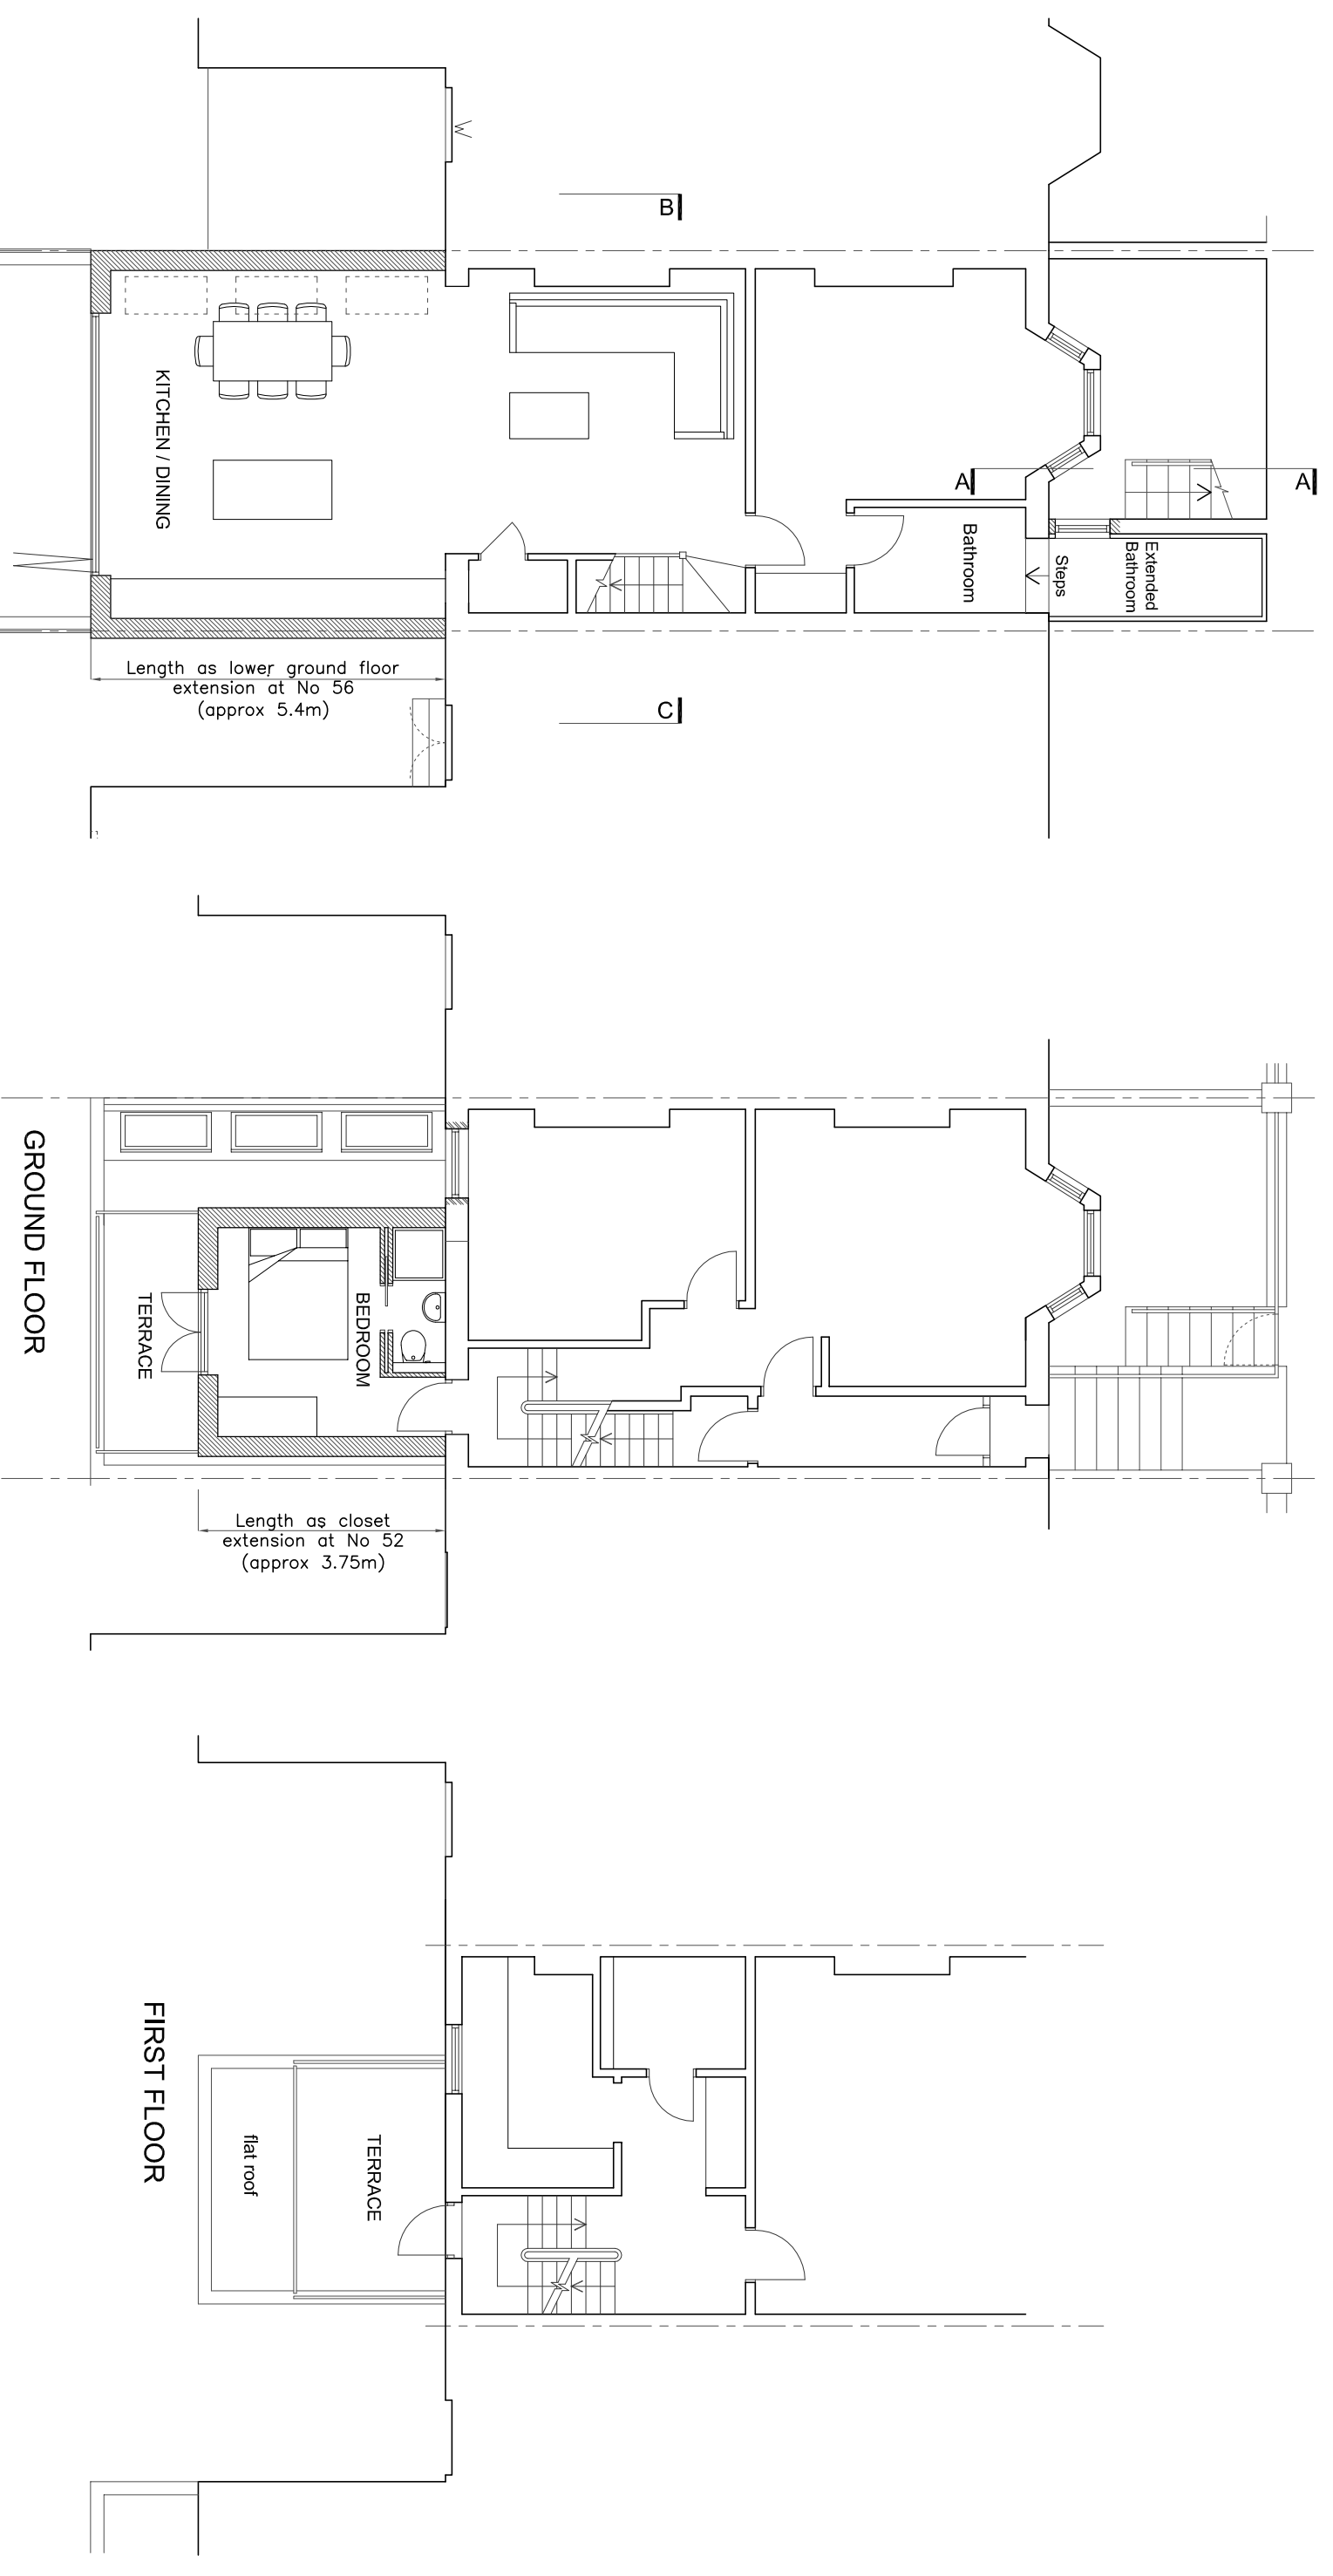 B
KITCHEN / DINING
A
A
Bathroom
Steps
Extended
Bathroom
Length as lower ground floor
extension at No 56
(approx 5.4m)
C
GROUND FLOOR
TERRACE
BEDROOM
Length as closet
extension at No 52
(approx 3.75m)
FIRST FLOOR
flat roof
TERRACE